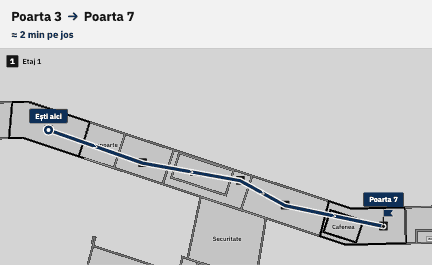 Poarta 3 → Poarta 7
≈ 2 min pe jos
1 Etaj 1
Ești aici
Poarta 7
Cafenea
Securitate